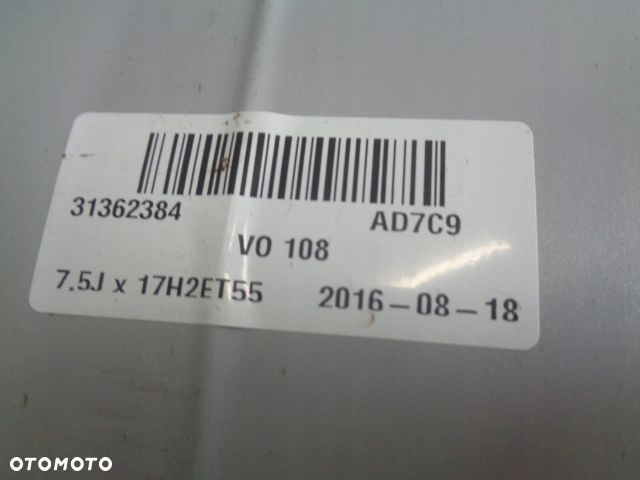 31362384 AD7C9
VO 108
7.5J x 17H2ET55 2016-08-18
OTOMOTO